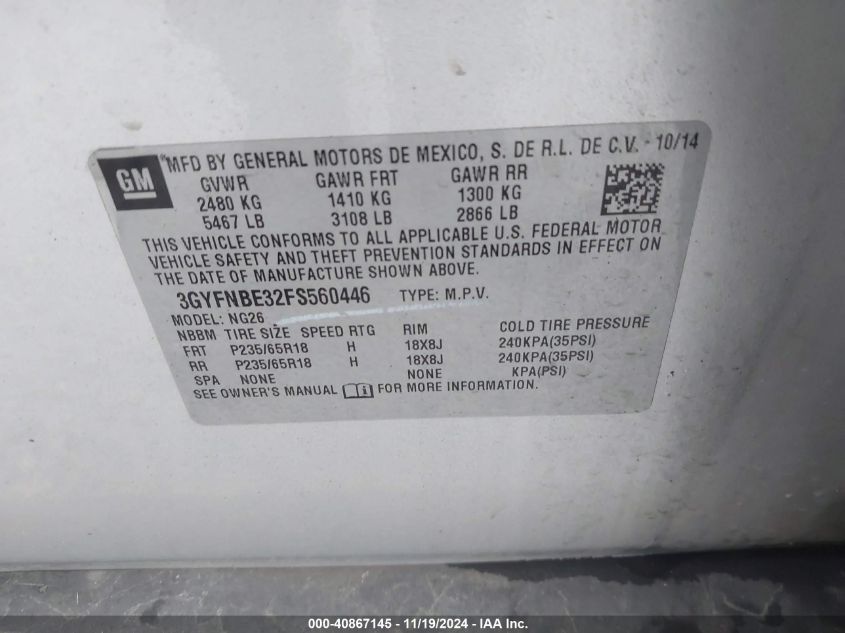 GM
MFD BY GENERAL MOTORS DE MEXICO, S. DE R.L. DE C.V. - 10/14
GVWR GAWR FRT GAWR RR
2480 KG 1410 KG 1300 KG
5467 LB 3108 LB 2866 LB
THIS VEHICLE CONFORMS TO ALL APPLICABLE U.S. FEDERAL MOTOR
VEHICLE SAFETY AND THEFT PREVENTION STANDARDS IN EFFECT ON
THE DATE OF MANUFACTURE SHOWN ABOVE.
3GYFNBE32FS560446 TYPE: M.P.V.
MODEL: NG26
NBBM TIRE SIZE SPEED RTG RIM COLD TIRE PRESSURE
FRT P235/65R18 H 18X8J 240KPA(35PSI)
RR P235/65R18 H 18X8J 240KPA(35PSI)
SPA NONE NONE KPA(PSI)
SEE OWNER'S MANUAL FOR MORE INFORMATION.
000-40867145 - 11/19/2024 - IAA Inc.